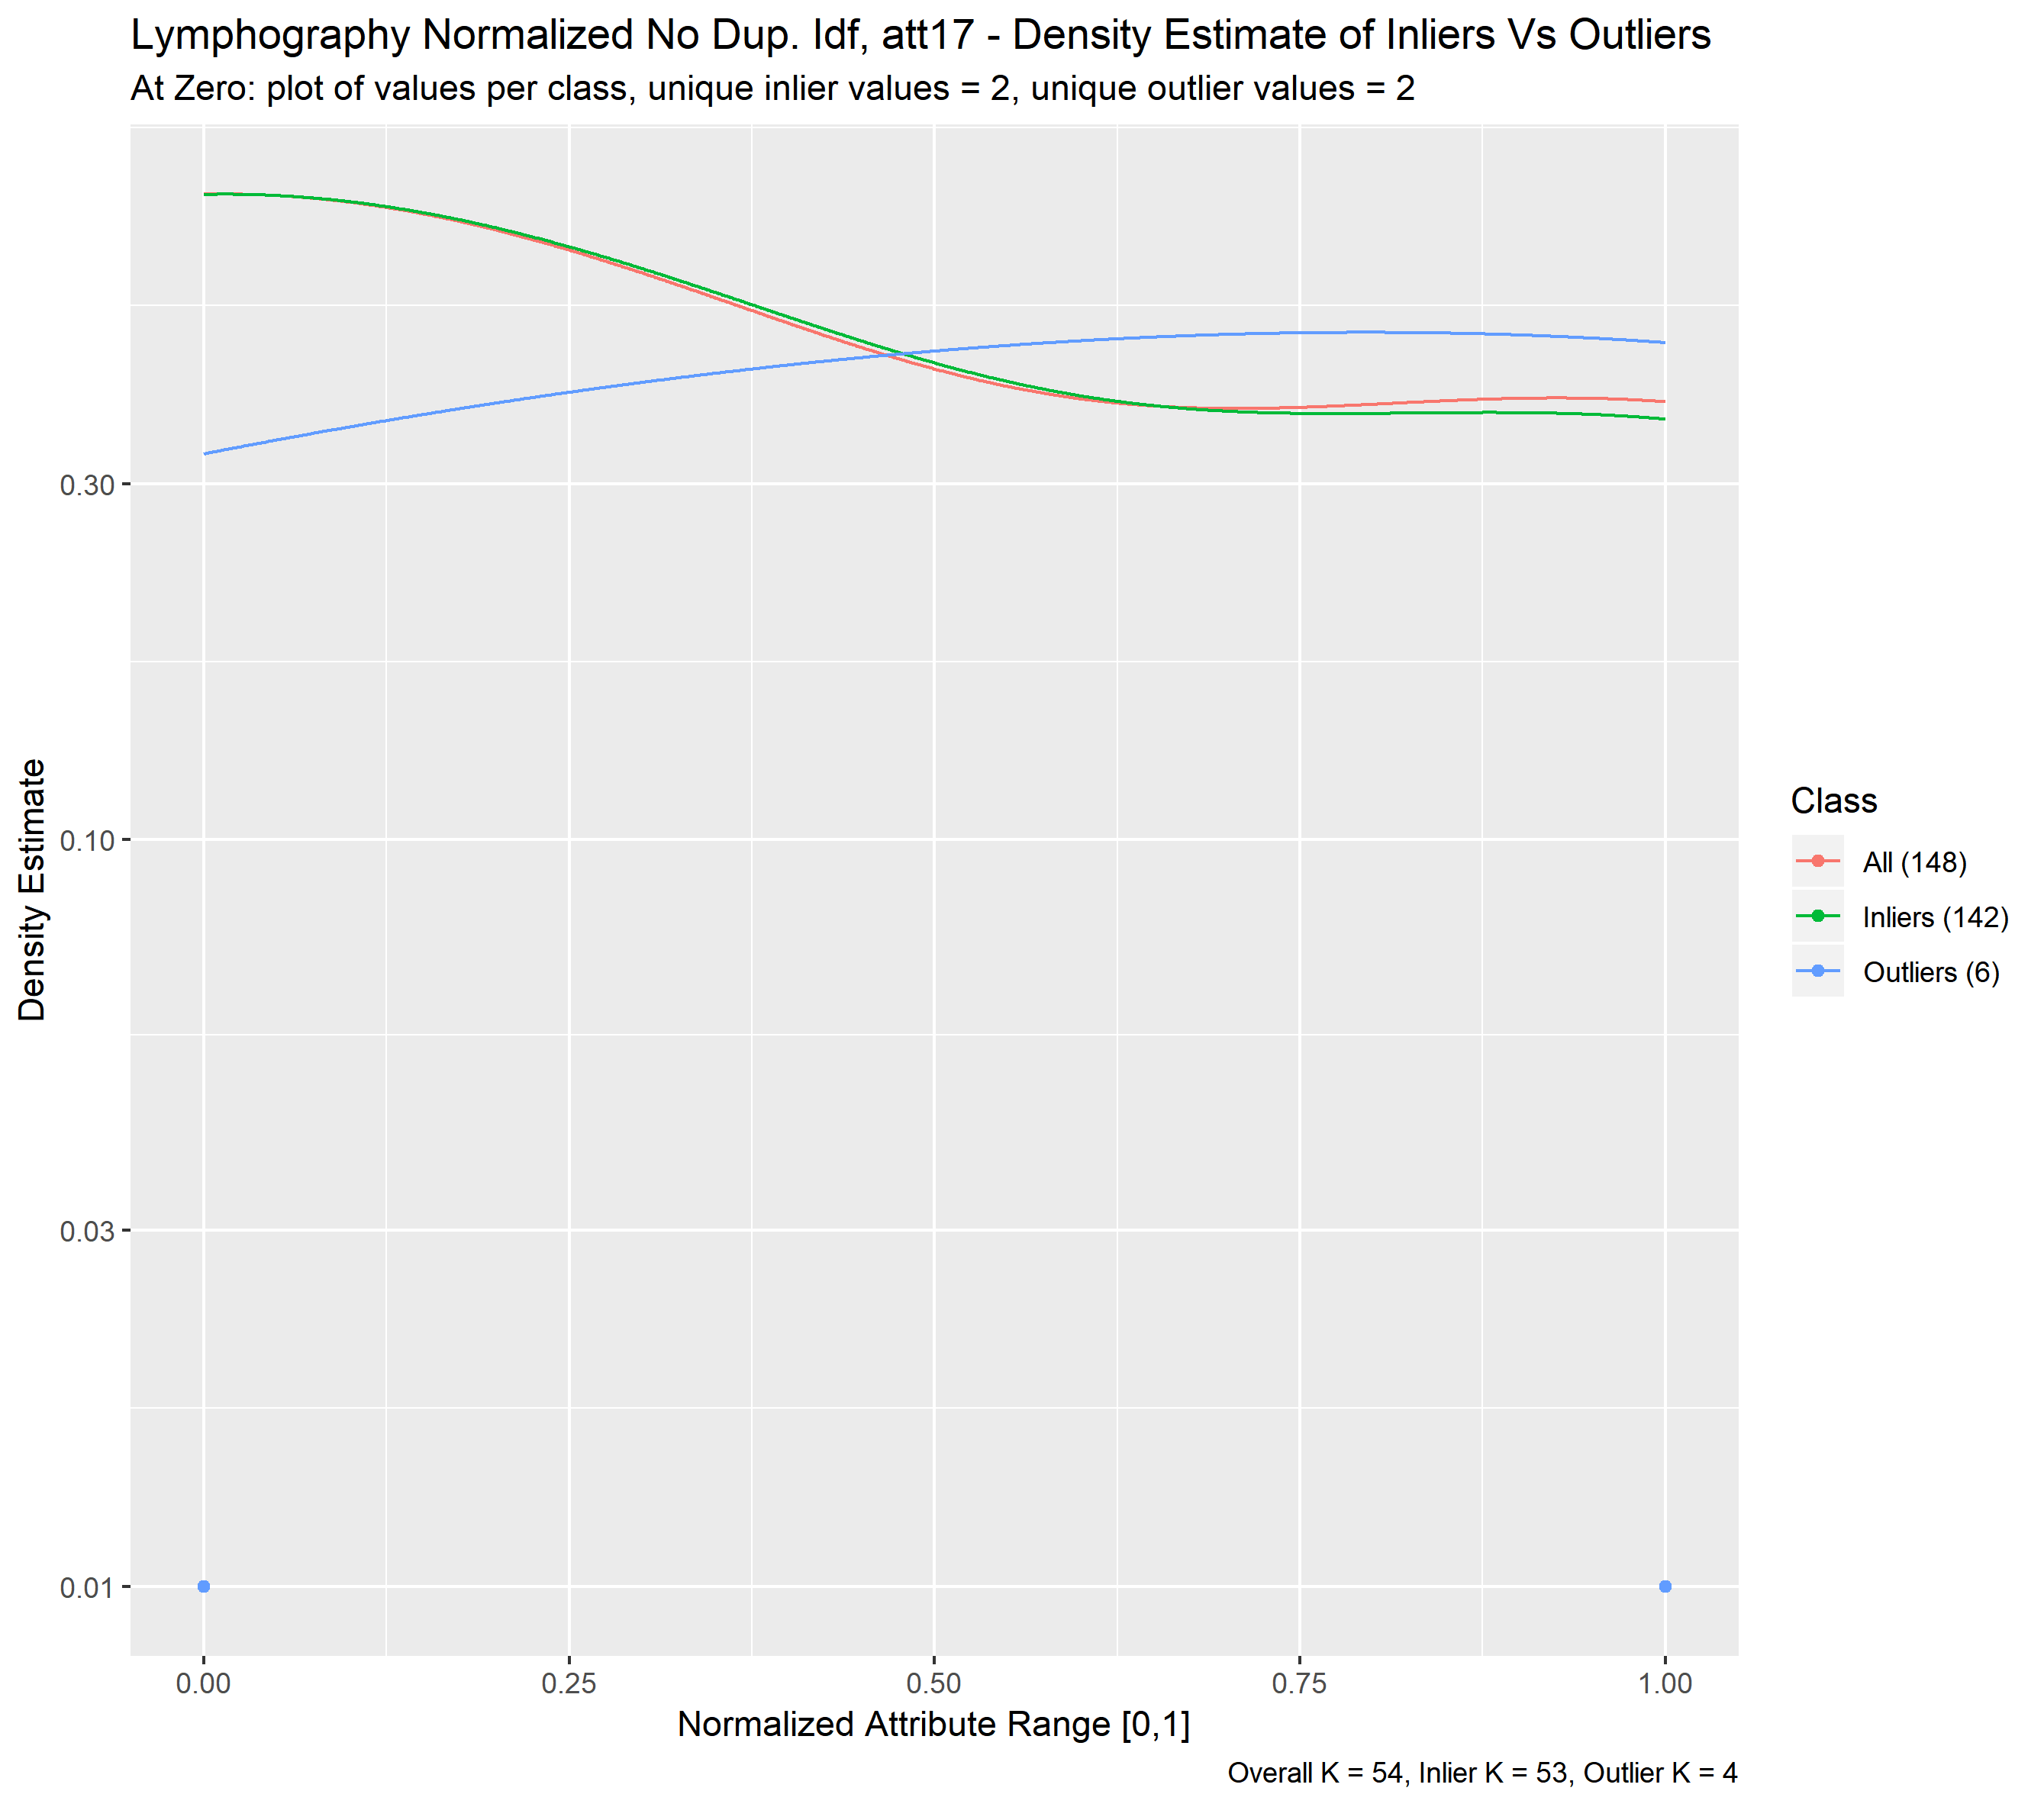 Lymphography Normalized No Dup. Idf, att17 - Density Estimate of Inliers Vs Outliers
At Zero: plot of values per class, unique inlier values = 2, unique outlier values = 2
Density Estimate
0.30
0.10
0.03
0.01
0.00 0.25 0.50 0.75 1.00
Normalized Attribute Range [0,1]
Class
All (148)
Inliers (142)
Outliers (6)
Overall K = 54, Inlier K = 53, Outlier K = 4